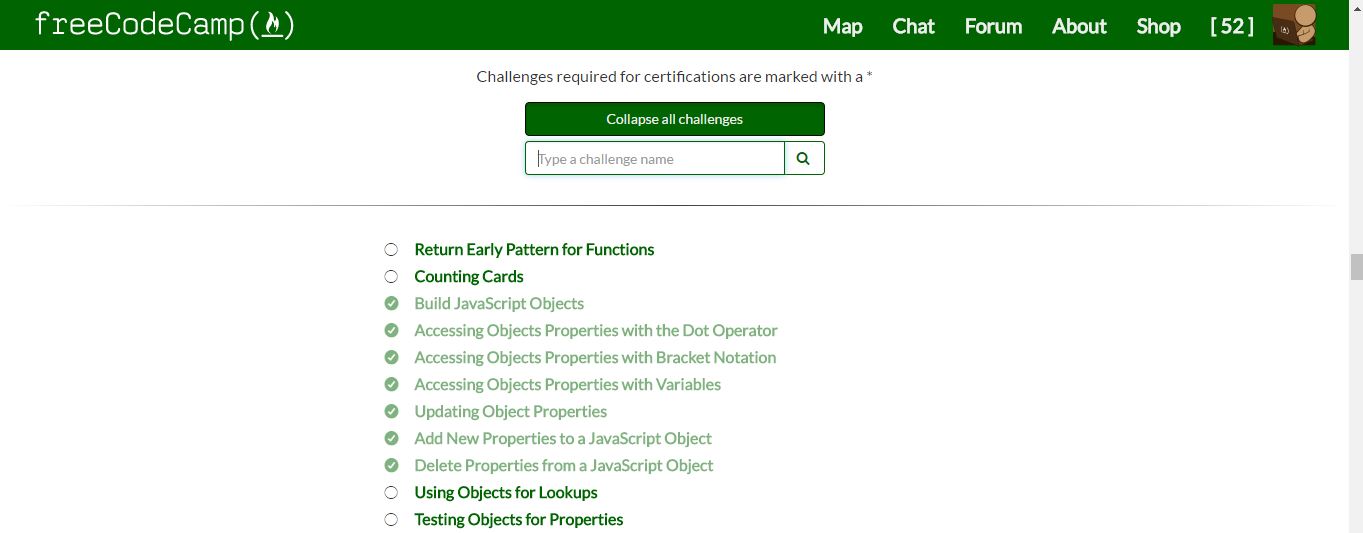 freeCodeCamp(🔥)
Map Chat Forum About Shop [ 52 ]
Challenges required for certifications are marked with a *
Collapse all challenges
Type a challenge name
Return Early Pattern for Functions
Counting Cards
Build JavaScript Objects
Accessing Objects Properties with the Dot Operator
Accessing Objects Properties with Bracket Notation
Accessing Objects Properties with Variables
Updating Object Properties
Add New Properties to a JavaScript Object
Delete Properties from a JavaScript Object
Using Objects for Lookups
Testing Objects for Properties